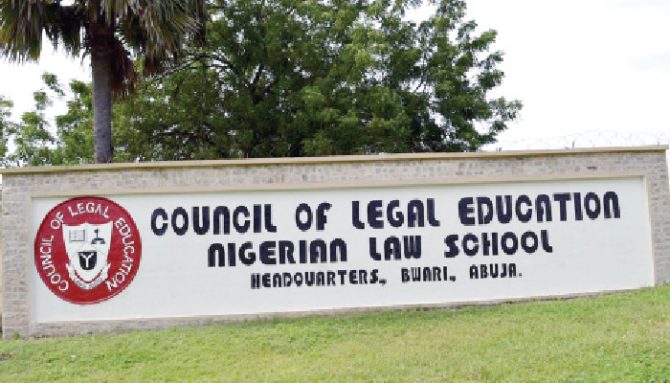 COUNCIL OF LEGAL EDUCATION
COUNCIL OF LEGAL EDUCATION
NIGERIAN LAW SCHOOL
HEADQUARTERS, BWARI, ABUJA.